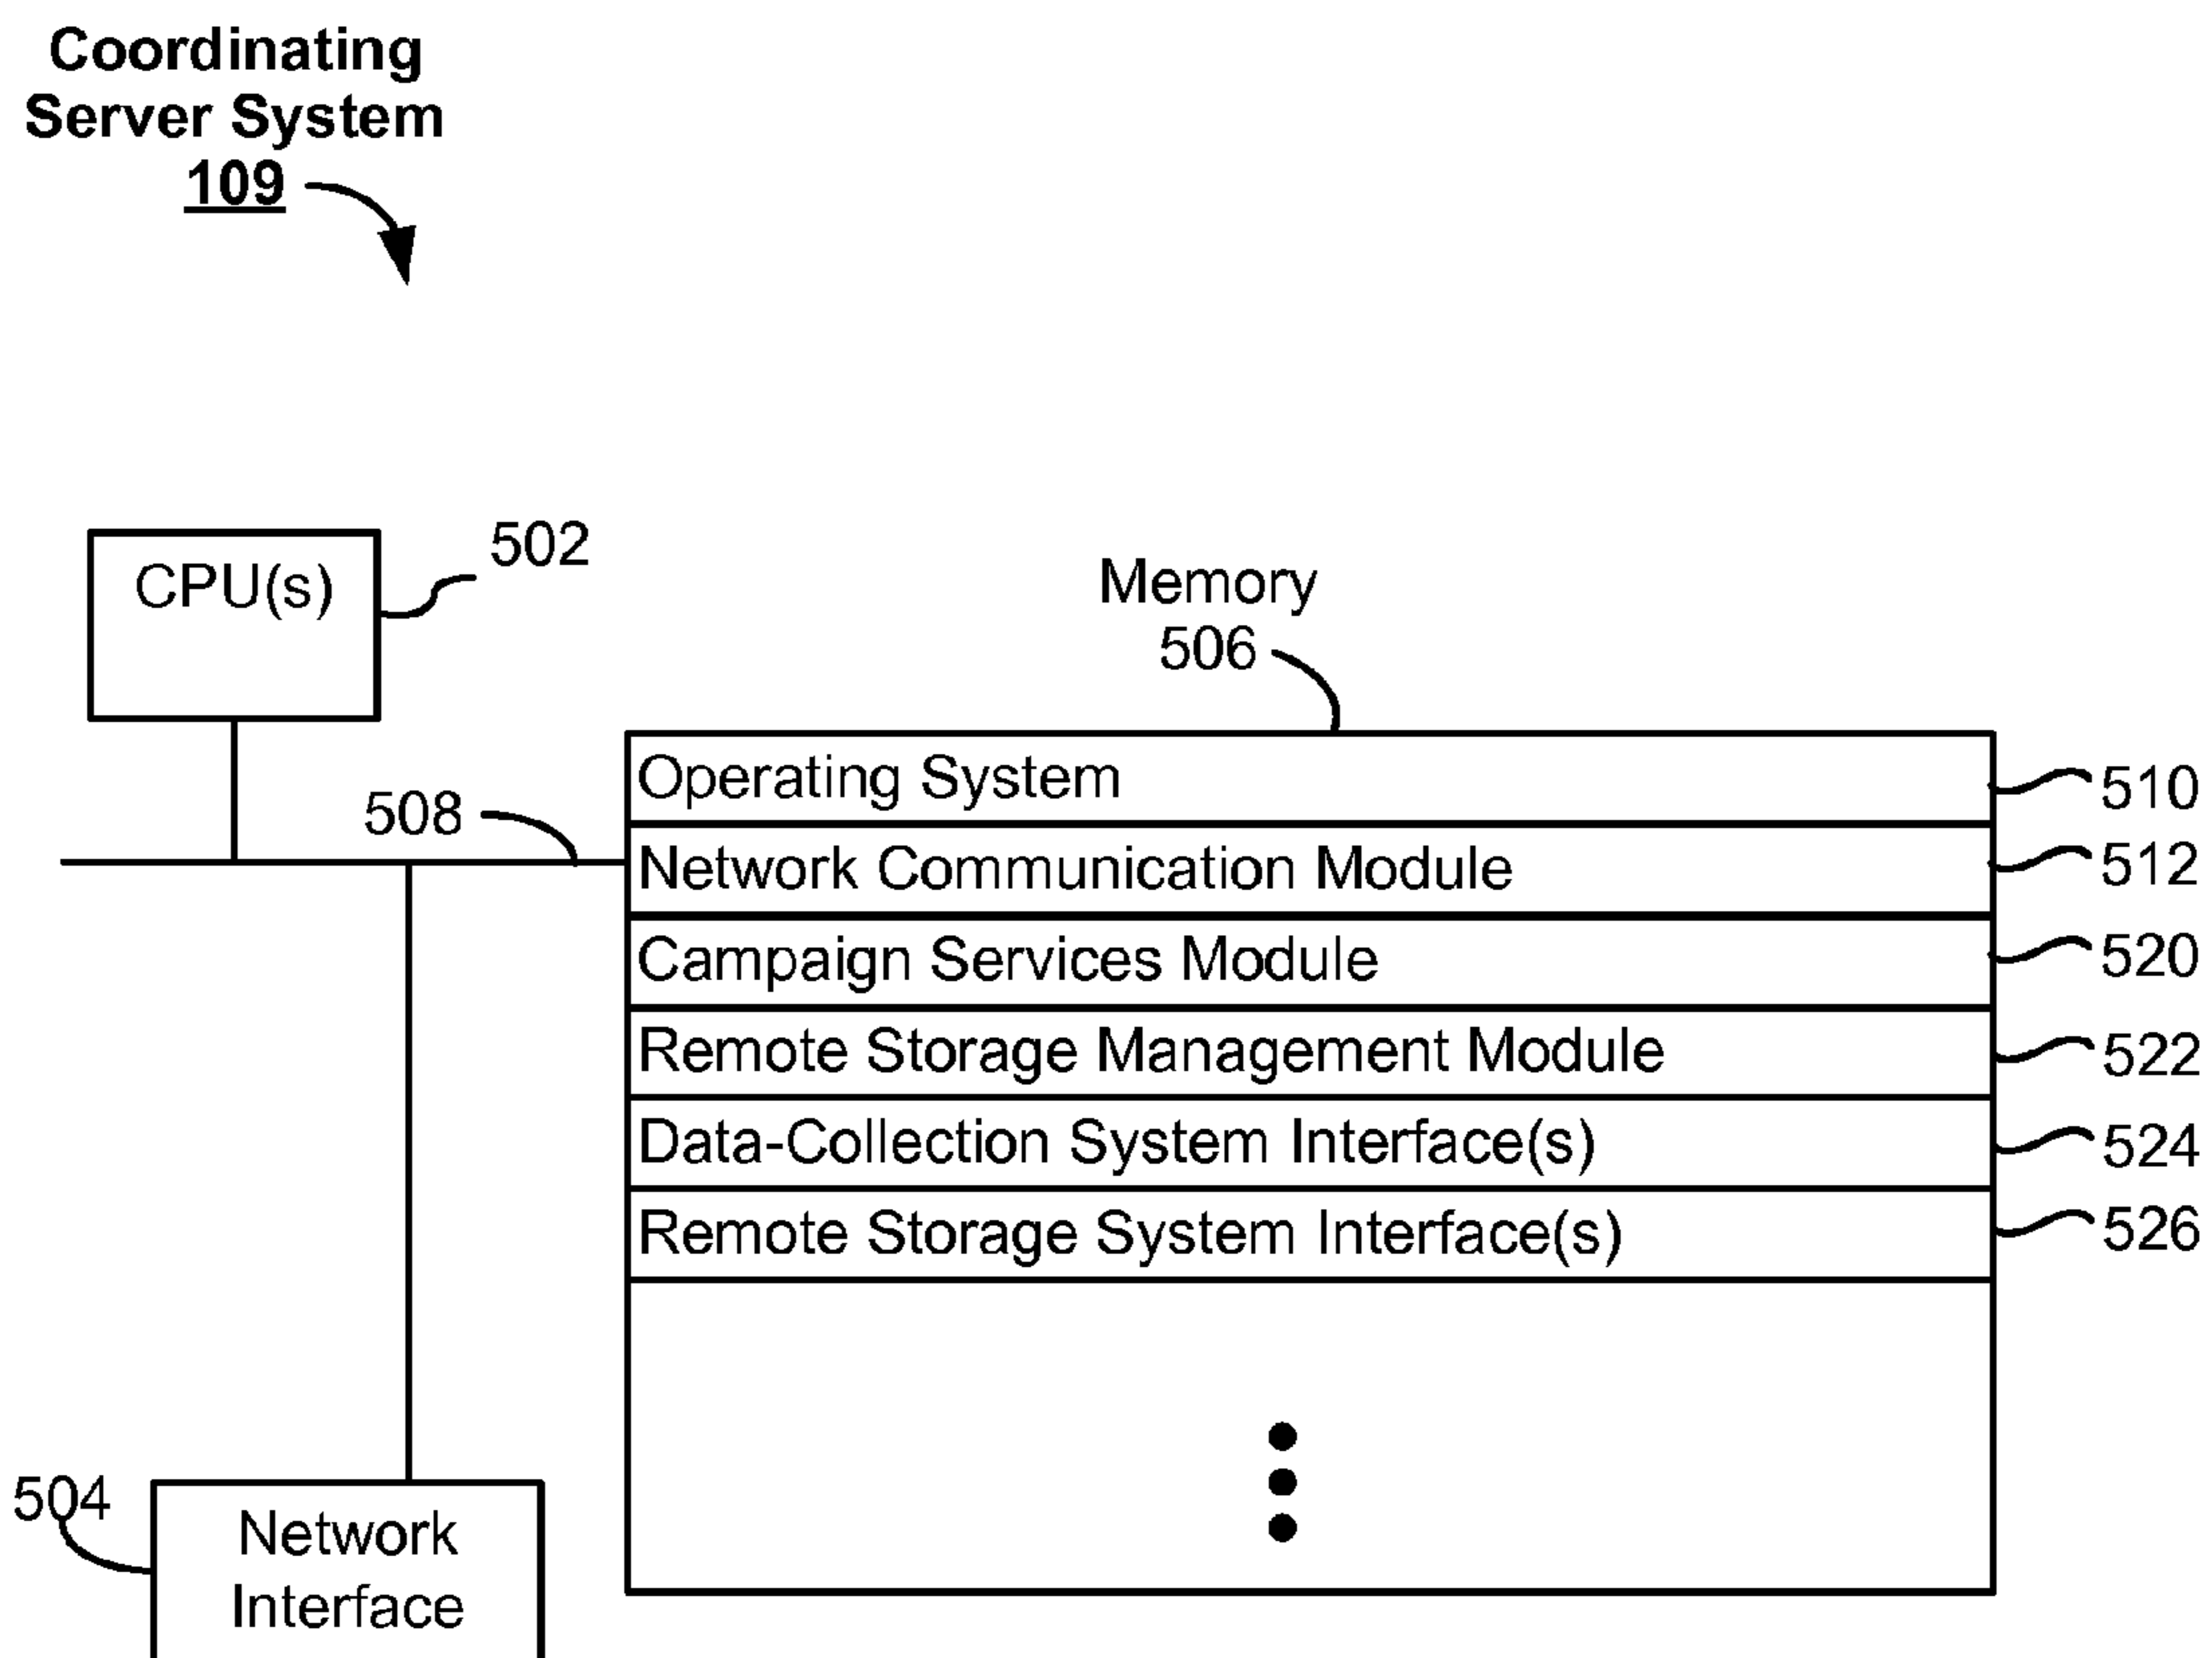 Coordinating
Server System
109
CPU(s)
502
Memory
506
508
Operating System
510
Network Communication Module
512
Campaign Services Module
520
Remote Storage Management Module
522
Data-Collection System Interface(s)
524
Remote Storage System Interface(s)
526
504
Network
Interface